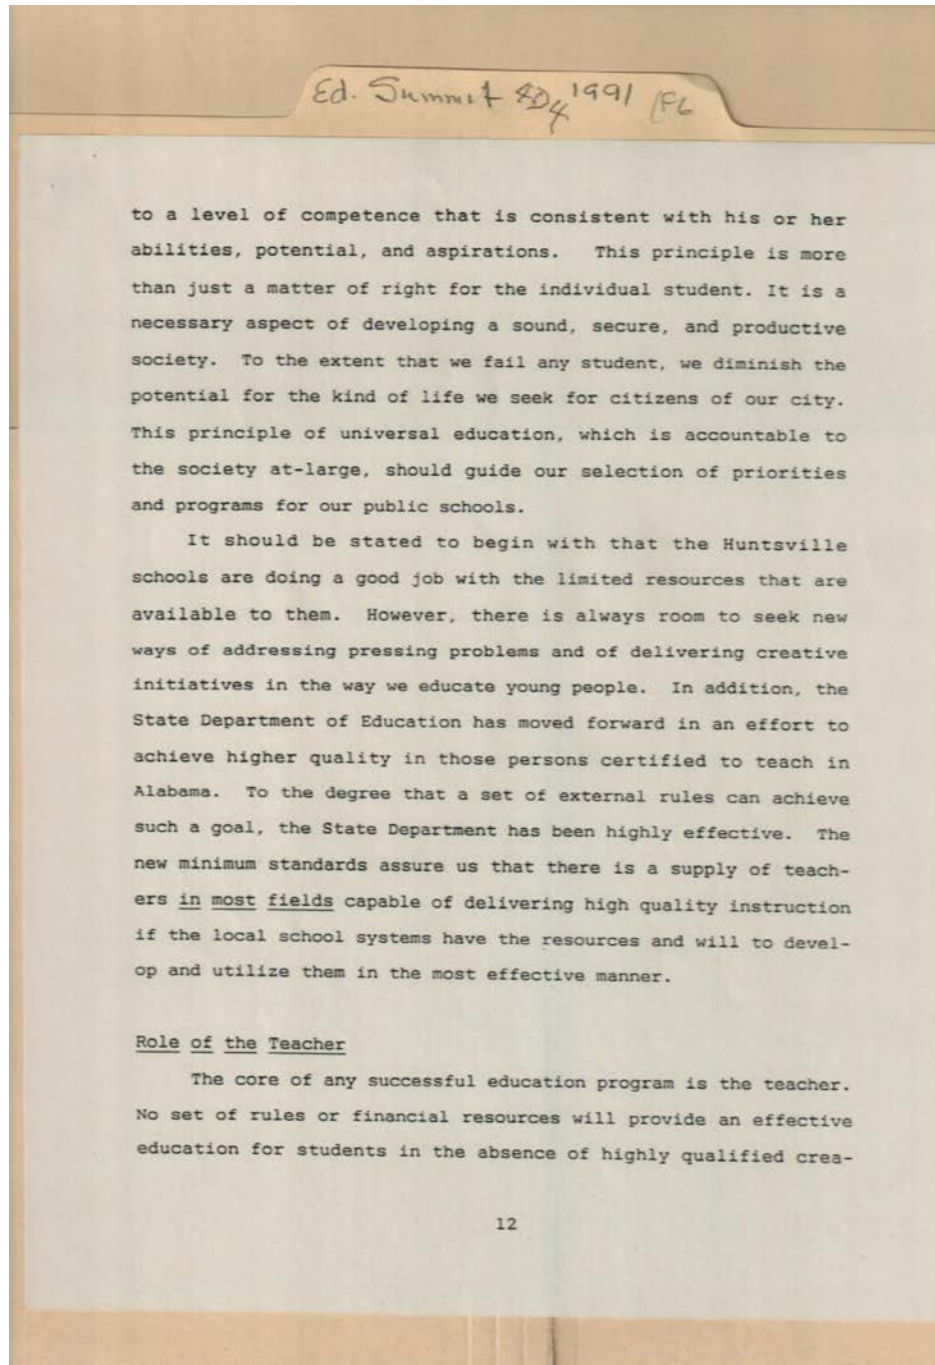 Ed. Summit 1991 (F6
to a level of competence that is consistent with his or her
abilities, potential, and aspirations. This principle is more
than just a matter of right for the individual student. It is a
necessary aspect of developing a sound, secure, and productive
society. To the extent that we fail any student, we diminish the
potential for the kind of life we seek for citizens of our city.
This principle of universal education, which is accountable to
the society at-large, should guide our selection of priorities
and programs for our public schools.
It should be stated to begin with that the Huntsville
schools are doing a good job with the limited resources that are
available to them. However, there is always room to seek new
ways of addressing pressing problems and of delivering creative
initiatives in the way we educate young people. In addition, the
State Department of Education has moved forward in an effort to
achieve higher quality in those persons certified to teach in
Alabama. To the degree that a set of external rules can achieve
such a goal, the State Department has been highly effective. The
new minimum standards assure us that there is a supply of teach-
ers in most fields capable of delivering high quality instruction
if the local school systems have the resources and will to devel-
op and utilize them in the most effective manner.
Role of the Teacher
The core of any successful education program is the teacher.
No set of rules or financial resources will provide an effective
education for students in the absence of highly qualified crea-
12